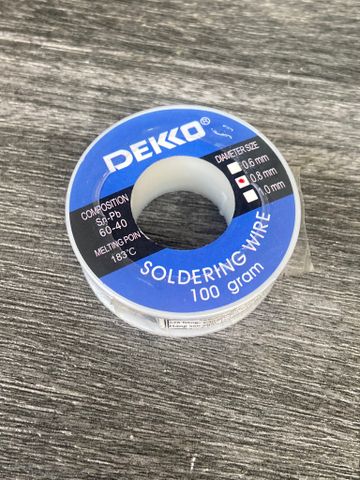 DEKKO®
COMPOSITION
Sn-Pb
60-40
MELTING POIN
183°C
DIAMETER SIZE
0.6 mm
0.8 mm
1.0 mm
SOLDERING WIRE
100 gram